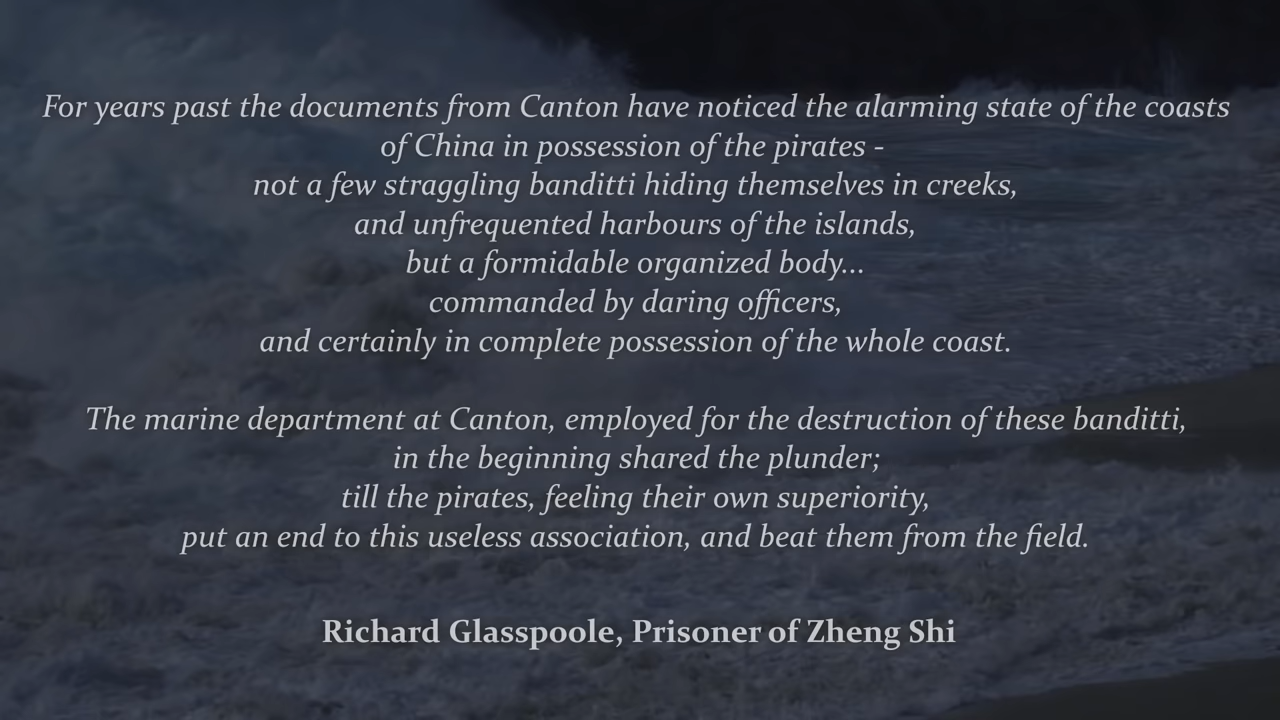 For years past the documents from Canton have noticed the alarming state of the coasts
of China in possession of the pirates -
not a few straggling banditti hiding themselves in creeks,
and unfrequented harbours of the islands,
but a formidable organized body...
commanded by daring officers,
and certainly in complete possession of the whole coast.
The marine department at Canton, employed for the destruction of these banditti,
in the beginning shared the plunder;
till the pirates, feeling their own superiority,
put an end to this useless association, and beat them from the field.
Richard Glasspoole, Prisoner of Zheng Shi